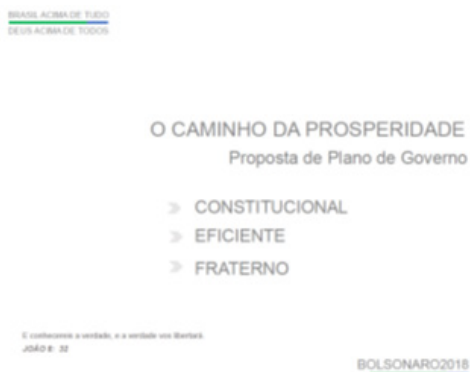 BRASIL ACIMA DE TUDO
DEUS ACIMA DE TODOS
O CAMINHO DA PROSPERIDADE
Proposta de Plano de Governo
CONSTITUCIONAL
EFICIENTE
FRATERNO
E conhecereis a verdade, e a verdade vos libertará.
JOÃO 8: 32
BOLSONARO2018